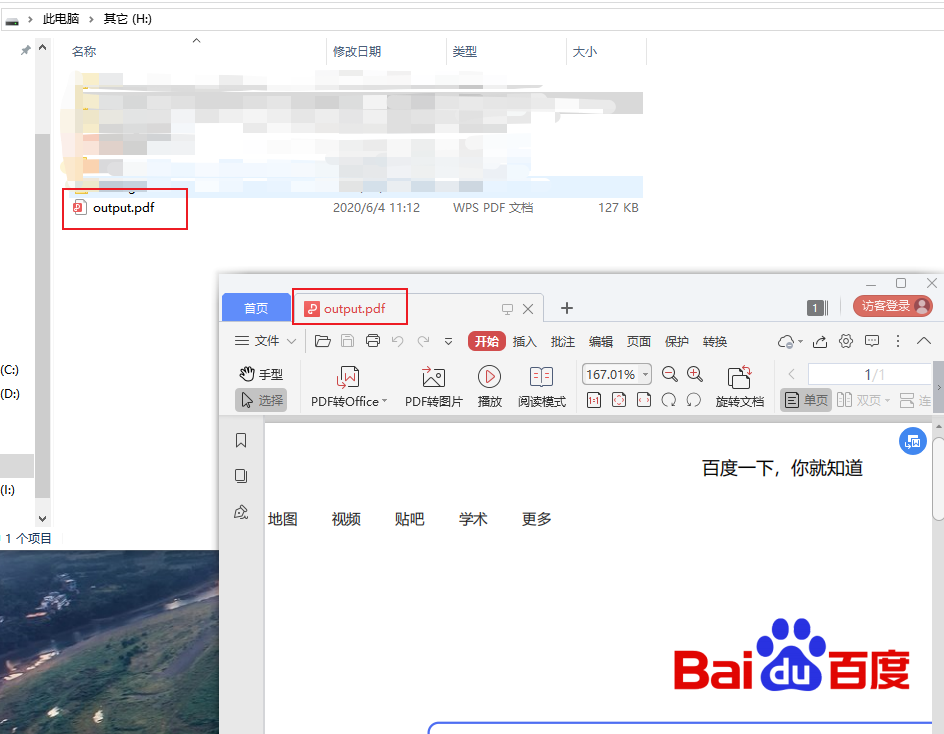 此电脑 › 其它 (H:)
名称 修改日期 类型 大小
output.pdf 2020/6/4 11:12 WPS PDF 文档 127 KB
(C:)
(D:)
(I:)
1 个项目
首页 output.pdf 1 访客登录
文件 开始 插入 批注 编辑 页面 保护 转换
手型 167.01% 1/1
选择 PDF转Office PDF转图片 播放 阅读模式 1:1 旋转文档 单页 双页 连
百度一下，你就知道
地图 视频 贴吧 学术 更多
Bai du 百度